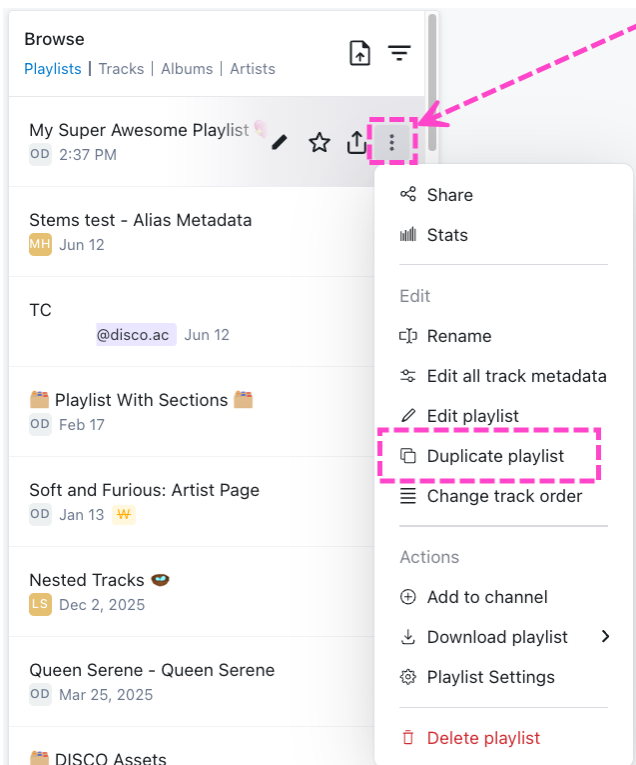 Browse
Playlists | Tracks | Albums | Artists
My Super Awesome Playlist
OD 2:37 PM
Stems test - Alias Metadata
MH Jun 12
TC
@disco.ac Jun 12
Playlist With Sections
OD Feb 17
Soft and Furious: Artist Page
OD Jan 13 ₩
Nested Tracks
LS Dec 2, 2025
Queen Serene - Queen Serene
OD Mar 25, 2025
DISCO Assets
Share
Stats
Edit
Rename
Edit all track metadata
Edit playlist
Duplicate playlist
Change track order
Actions
Add to channel
Download playlist
Playlist Settings
Delete playlist